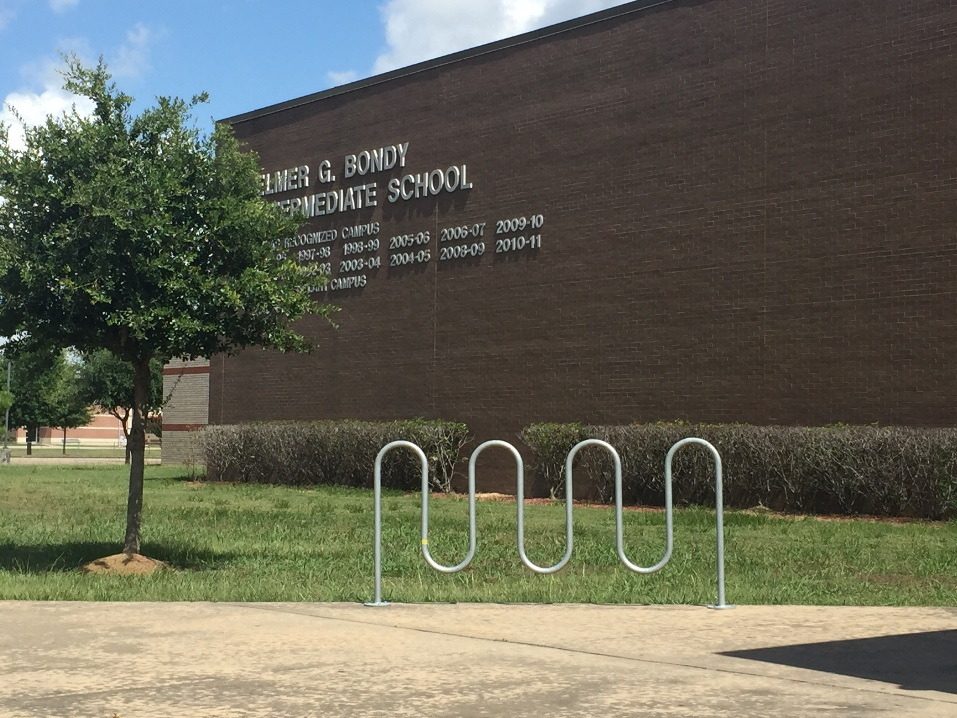 ELMER G. BONDY
INTERMEDIATE SCHOOL
RECOGNIZED CAMPUS
1997-98 1998-99 2005-06 2006-07 2009-10
2003-04 2004-05 2008-09 2010-11
CAMPUS